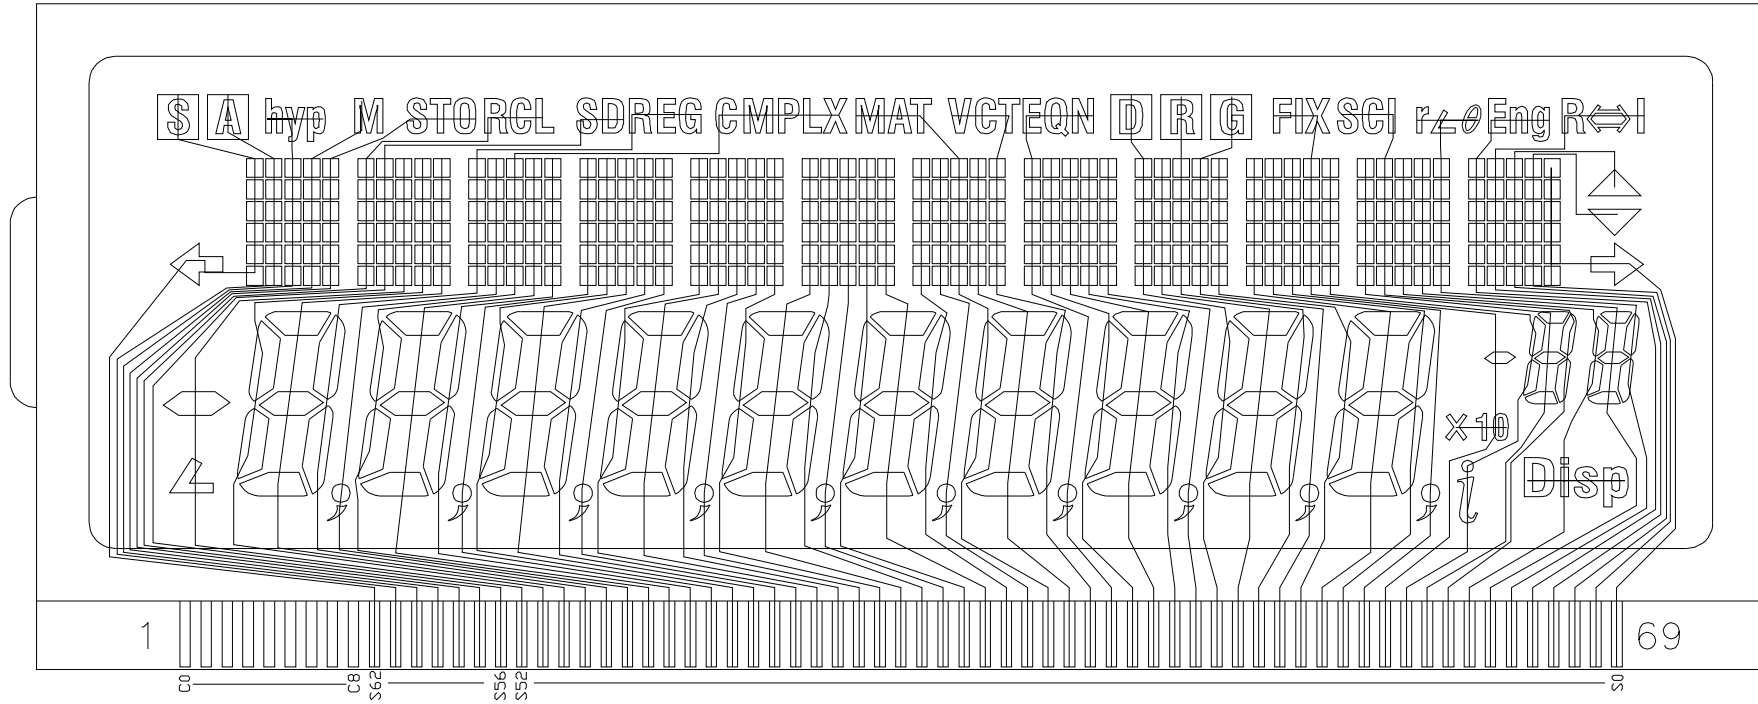 S A hyp M STO RCL SD REG CMPLX MAT VCT EQN D R G FIX SCI r∠θ Eng R⇔I
×10
i
Disp
1 69
C0 C8 S62 S56 S52 S0